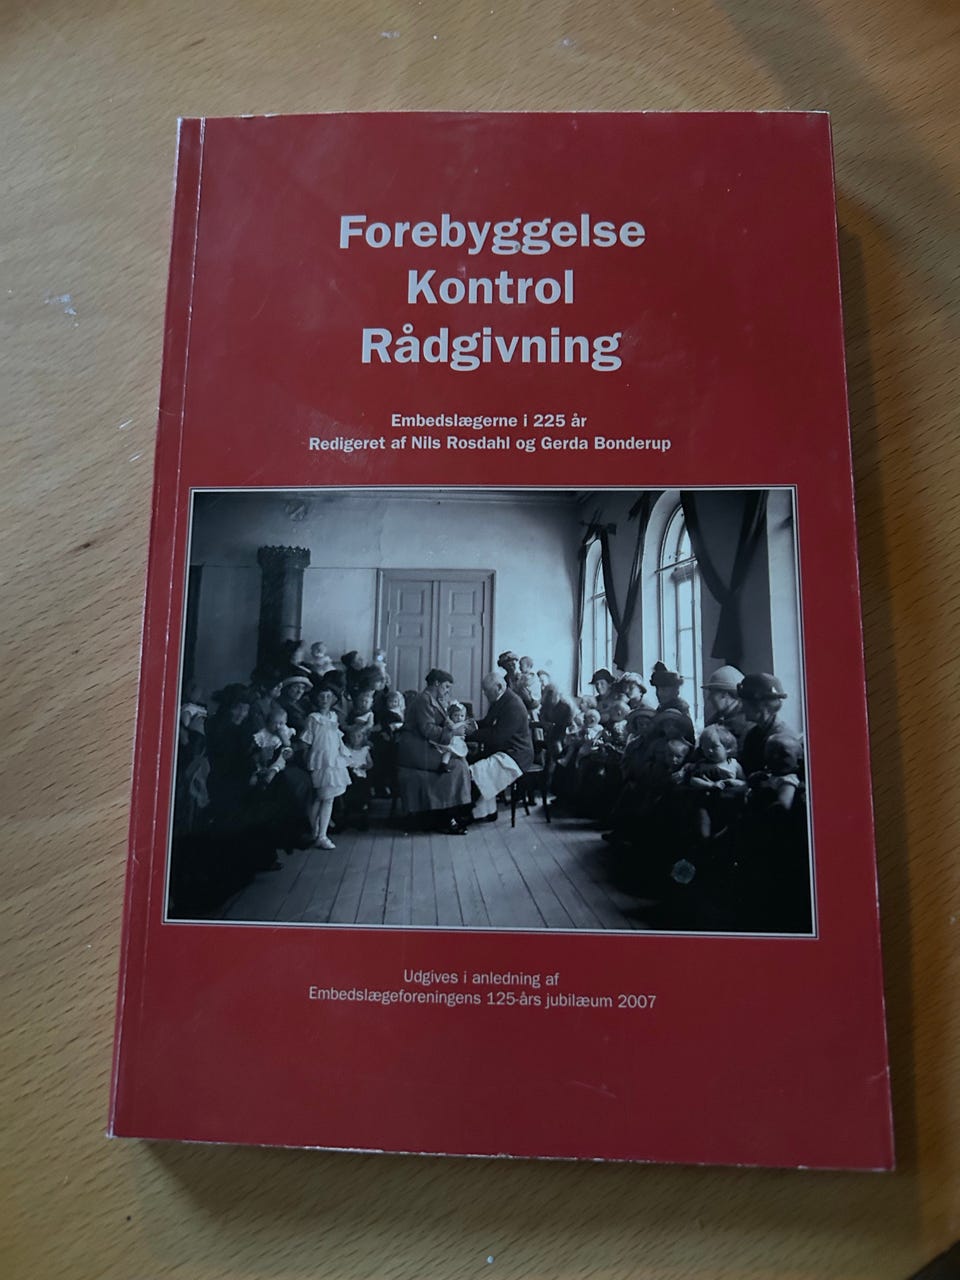 Forebyggelse
Kontrol
Rådgivning
Embedslægerne i 225 år
Redigeret af Nils Rosdahl og Gerda Bonderup
Udgives i anledning af
Embedslægeforeningens 125-års jubilæum 2007